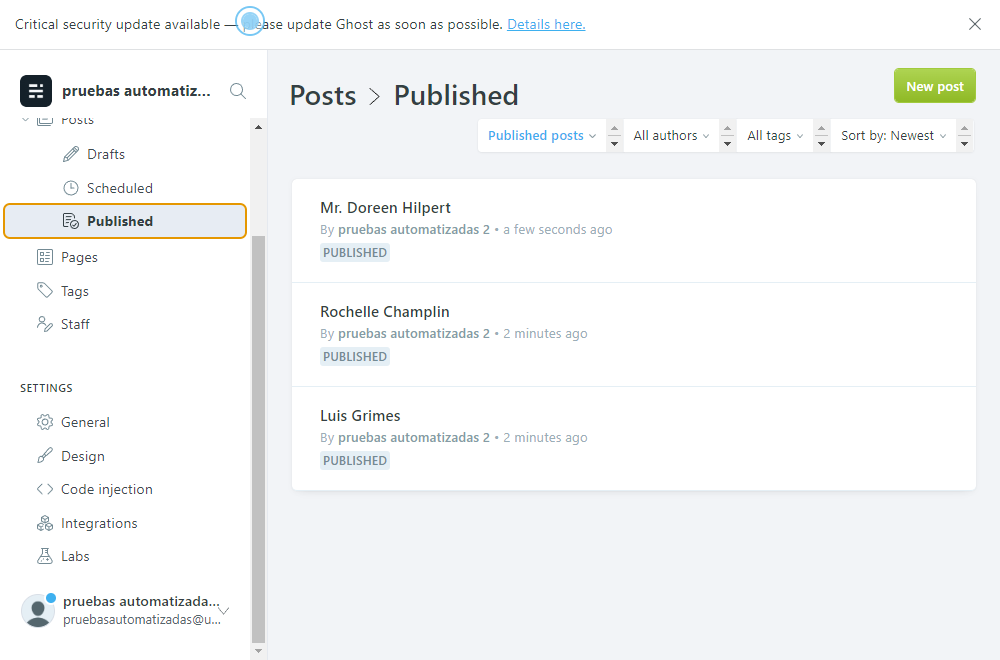 Critical security update available — please update Ghost as soon as possible. Details here.
pruebas automatiz...
Posts
Drafts
Scheduled
Published
Pages
Tags
Staff
SETTINGS
General
Design
Code injection
Integrations
Labs
pruebas automatizada...
pruebasautomatizadas@u...
Posts > Published
New post
Published posts
All authors
All tags
Sort by: Newest
Mr. Doreen Hilpert
By pruebas automatizadas 2 • a few seconds ago
PUBLISHED
Rochelle Champlin
By pruebas automatizadas 2 • 2 minutes ago
PUBLISHED
Luis Grimes
By pruebas automatizadas 2 • 2 minutes ago
PUBLISHED